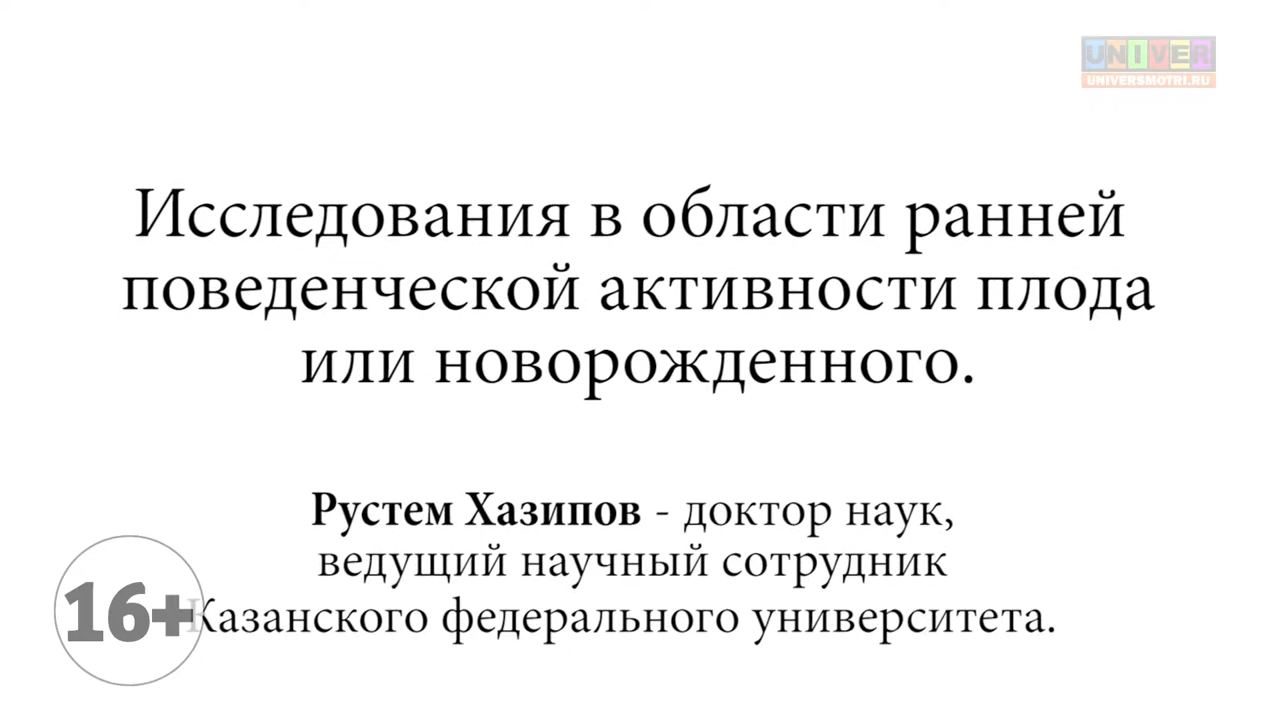 UNIVER
UNIVERSMOTRI.RU
Исследования в области ранней
поведенческой активности плода
или новорожденного.
Рустем Хазипов - доктор наук,
ведущий научный сотрудник
Казанского федерального университета.
16+